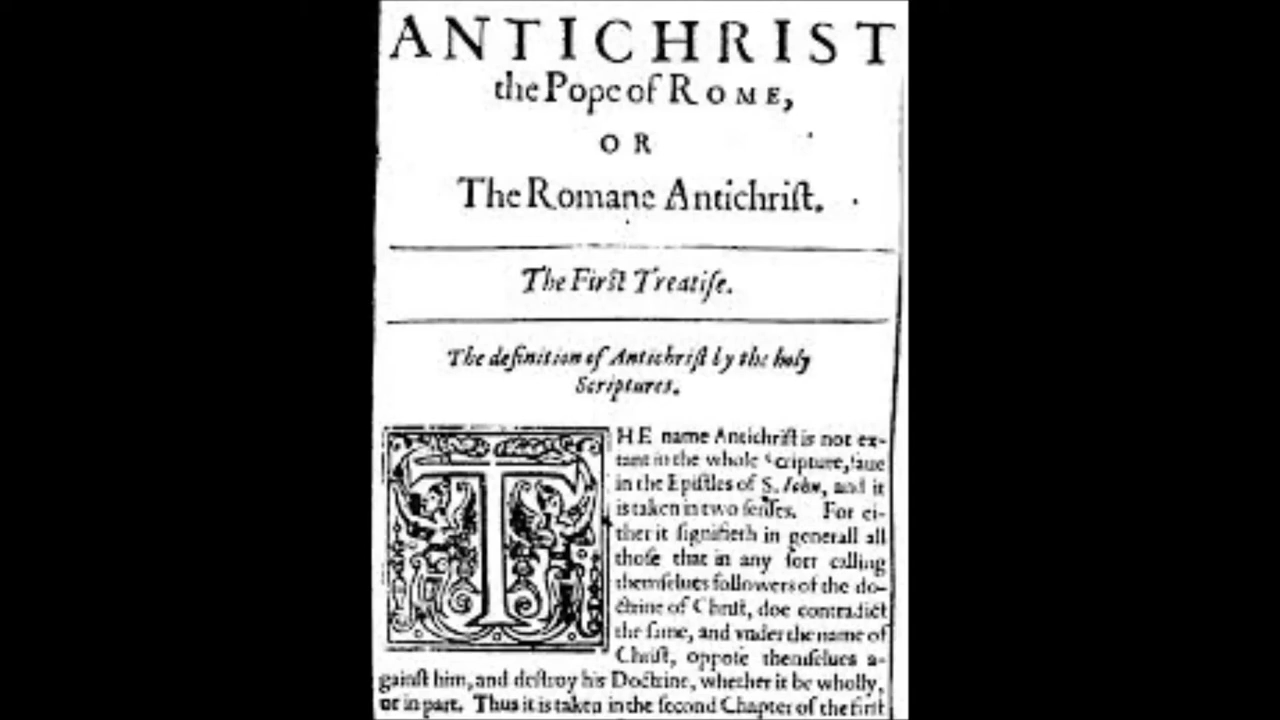 ANTICHRIST
the Pope of ROME,
OR
The Romane Antichriſt.
The Firſt Treatiſe.
The definition of Antichriſt by the holy
Scriptures.
THE name Antichriſt is not ex-
tant in the whole Scripture, ſaue
in the Epiſtles of S. Iohn, and it
is taken in two ſenſes. For ei-
ther it ſignifieth in generall all
thoſe that in any ſort calling
themſelues followers of the do-
ctrine of Chriſt, doe contradict
the ſame, and vnder the name of
Chriſt, oppoſe themſelues a-
gainſt him, and deſtroy his Doctrine, whether it be wholly,
or in part. Thus it is taken in the ſecond Chapter of the firſt